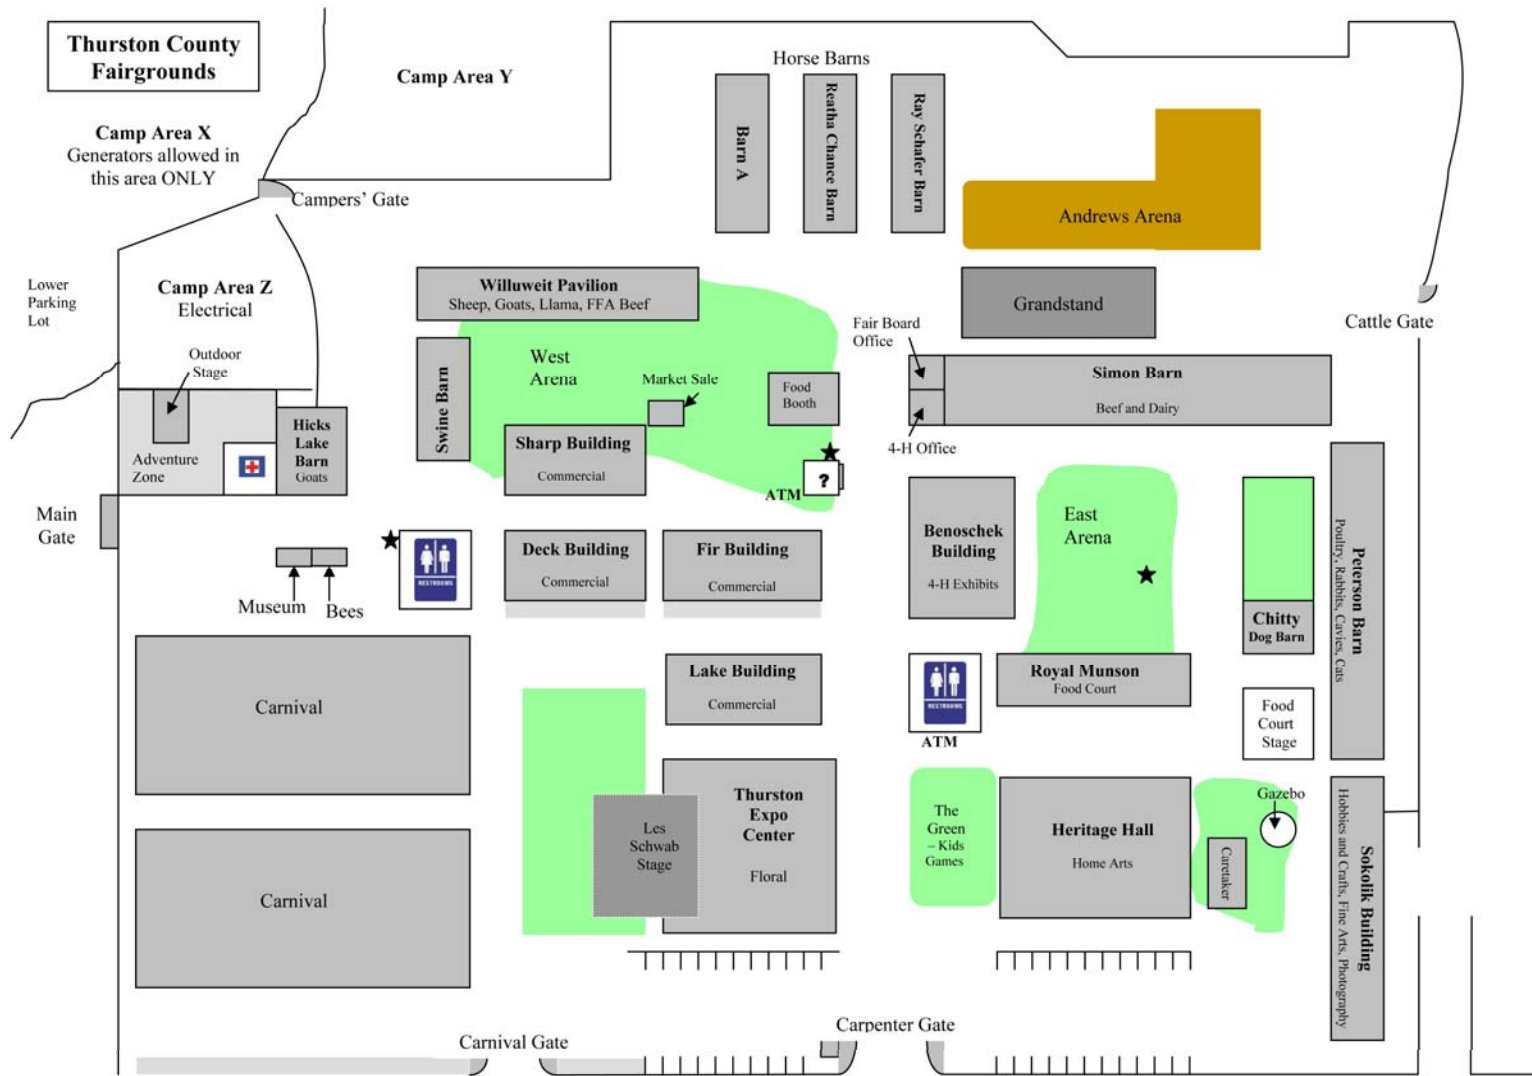 Thurston County
Fairgrounds
Camp Area X
Generators allowed in
this area ONLY
Camp Area Y
Campers' Gate
Horse Barns
Barn A
Reatha Chance Barn
Ray Schafer Barn
Andrews Arena
Lower
Parking
Lot
Camp Area Z
Electrical
Outdoor
Stage
Willuweit Pavilion
Sheep, Goats, Llama, FFA Beef
Grandstand
Cattle Gate
Fair Board
Office
West
Arena
Swine Barn
Market Sale
Food
Booth
Simon Barn
Beef and Dairy
4-H Office
Hicks
Lake
Barn
Goats
Adventure
Zone
Sharp Building
Commercial
?
ATM
Main
Gate
Museum
Bees
RESTROOMS
Deck Building
Commercial
Fir Building
Commercial
Benoschek
Building
4-H Exhibits
East
Arena
Chitty
Dog Barn
Peterson Barn
Poultry, Rabbits, Cavies, Cats
Carnival
Lake Building
Commercial
RESTROOMS
ATM
Royal Munson
Food Court
Food
Court
Stage
Thurston
Expo
Center
Floral
Les
Schwab
Stage
The
Green
– Kids
Games
Heritage Hall
Home Arts
Gazebo
Caretaker
Sokolik Building
Hobbies and Crafts, Fine Arts, Photography
Carnival
Carnival Gate
Carpenter Gate